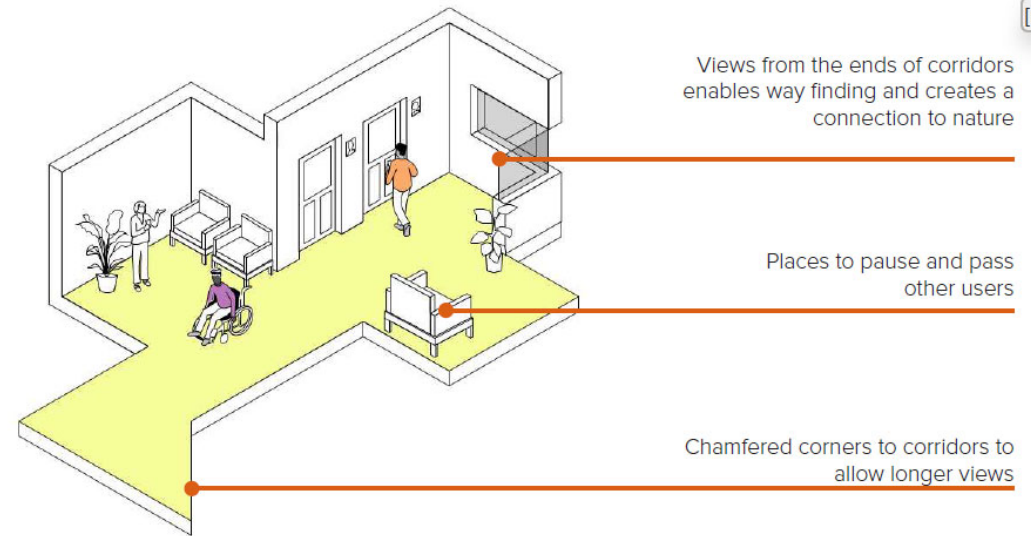 Views from the ends of corridors
enables way finding and creates a
connection to nature
Places to pause and pass
other users
Chamfered corners to corridors to
allow longer views